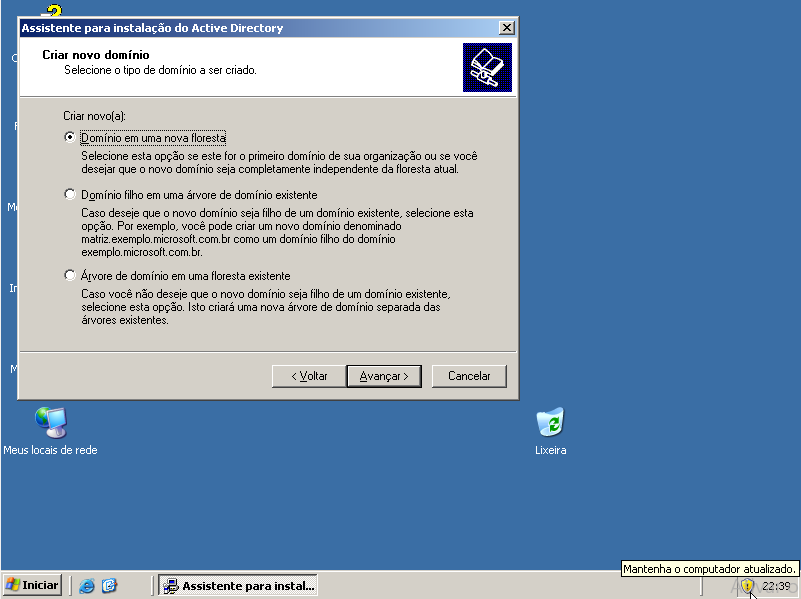 Assistente para instalação do Active Directory
Criar novo domínio
Selecione o tipo de domínio a ser criado.
Criar novo(a):
Domínio em uma nova floresta
Selecione esta opção se este for o primeiro domínio de sua organização ou se você
desejar que o novo domínio seja completamente independente da floresta atual.
Domínio filho em uma árvore de domínio existente
Caso deseje que o novo domínio seja filho de um domínio existente, selecione esta
opção. Por exemplo, você pode criar um novo domínio denominado
matriz.exemplo.microsoft.com.br como um domínio filho do domínio
exemplo.microsoft.com.br.
Árvore de domínio em uma floresta existente
Caso você não deseje que o novo domínio seja filho de um domínio existente,
selecione esta opção. Isto criará uma nova árvore de domínio separada das
árvores existentes.
< Voltar
Avançar >
Cancelar
Meus locais de rede
Lixeira
Mantenha o computador atualizado.
Iniciar
Assistente para instal...
22:39